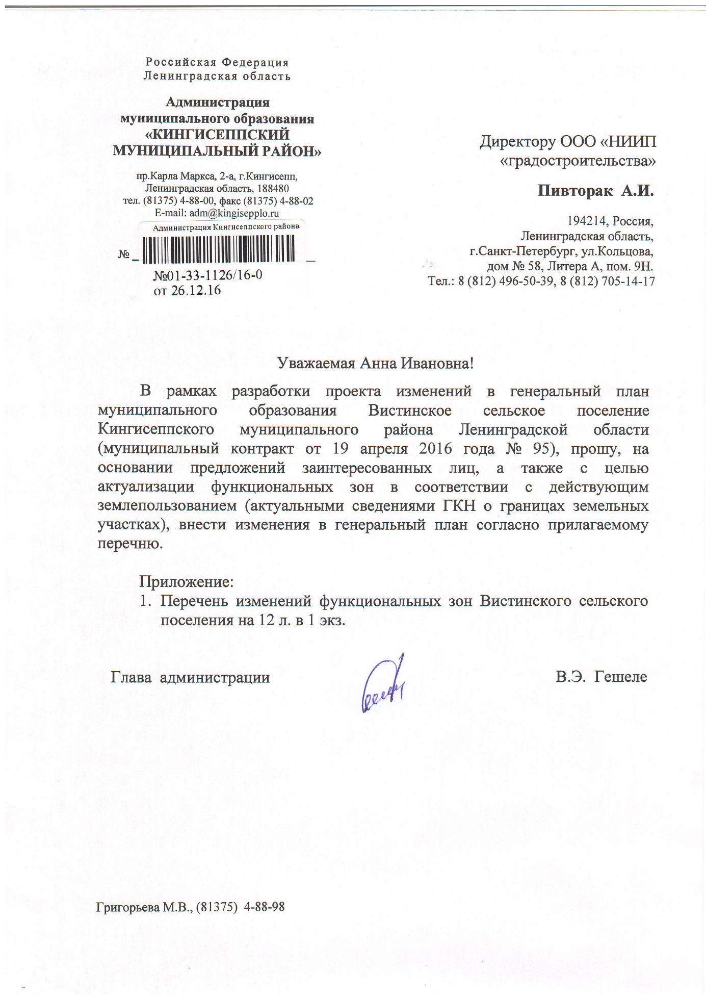 Российская Федерация
Ленинградская область
Администрация
муниципального образования
«КИНГИСЕППСКИЙ
МУНИЦИПАЛЬНЫЙ РАЙОН»
пр.Карла Маркса, 2-а, г.Кингисепп,
Ленинградская область, 188480
тел. (81375) 4-88-00, факс (81375) 4-88-02
E-mail: adm@kingisepplo.ru
Администрация Кингисеппского района
№
№01-33-1126/16-0
от 26.12.16
Директору ООО «НИИП
«градостроительства»
Пивторак А.И.
194214, Россия,
Ленинградская область,
г.Санкт-Петербург, ул.Кольцова,
дом № 58, Литера А, пом. 9Н.
Тел.: 8 (812) 496-50-39, 8 (812) 705-14-17
Уважаемая Анна Ивановна!
В рамках разработки проекта изменений в генеральный план
муниципального образования Вистинское сельское поселение
Кингисеппского муниципального района Ленинградской области
(муниципальный контракт от 19 апреля 2016 года № 95), прошу, на
основании предложений заинтересованных лиц, а также с целью
актуализации функциональных зон в соответствии с действующим
землепользованием (актуальными сведениями ГКН о границах земельных
участках), внести изменения в генеральный план согласно прилагаемому
перечню.
Приложение:
1. Перечень изменений функциональных зон Вистинского сельского
поселения на 12 л. в 1 экз.
Глава администрации
В.Э. Гешеле
Григорьева М.В., (81375) 4-88-98